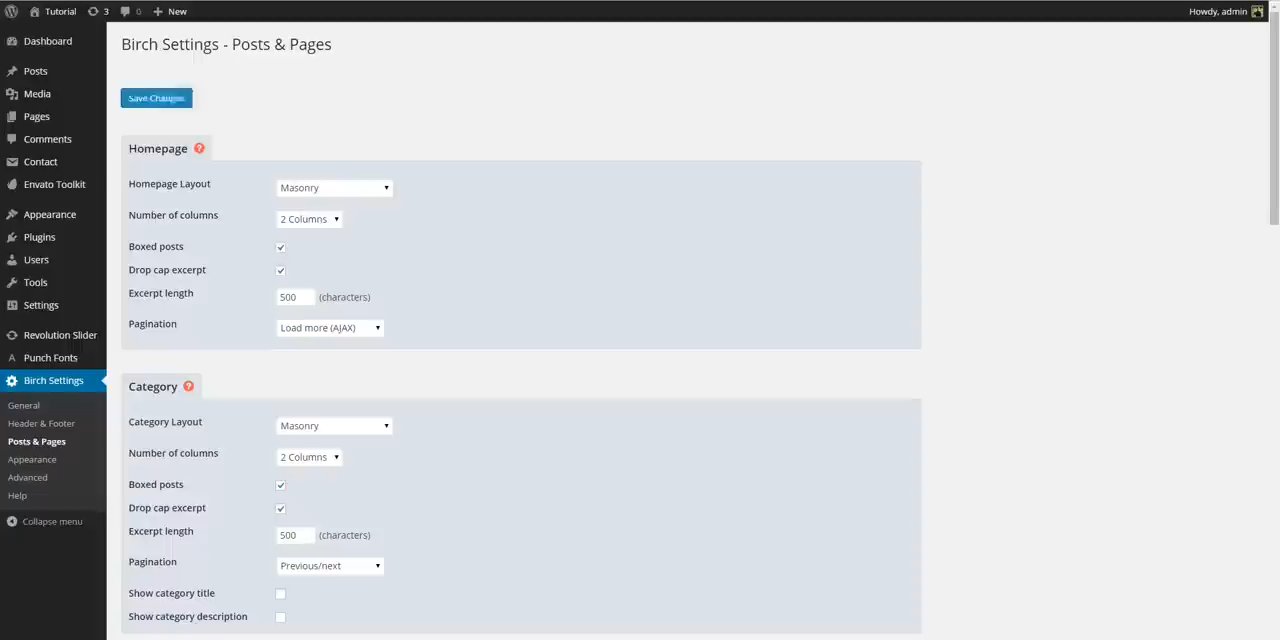 Tutorial 3 0 + New Howdy, admin
Dashboard
Posts
Media
Pages
Comments
Contact
Envato Toolkit
Appearance
Plugins
Users
Tools
Settings
Revolution Slider
Punch Fonts
Birch Settings
General
Header & Footer
Posts & Pages
Appearance
Advanced
Help
Collapse menu
Birch Settings - Posts & Pages
Save Changes
Homepage ?
Homepage Layout Masonry
Number of columns 2 Columns
Boxed posts
Drop cap excerpt
Excerpt length 500 (characters)
Pagination Load more (AJAX)
Category ?
Category Layout Masonry
Number of columns 2 Columns
Boxed posts
Drop cap excerpt
Excerpt length 500 (characters)
Pagination Previous/next
Show category title
Show category description